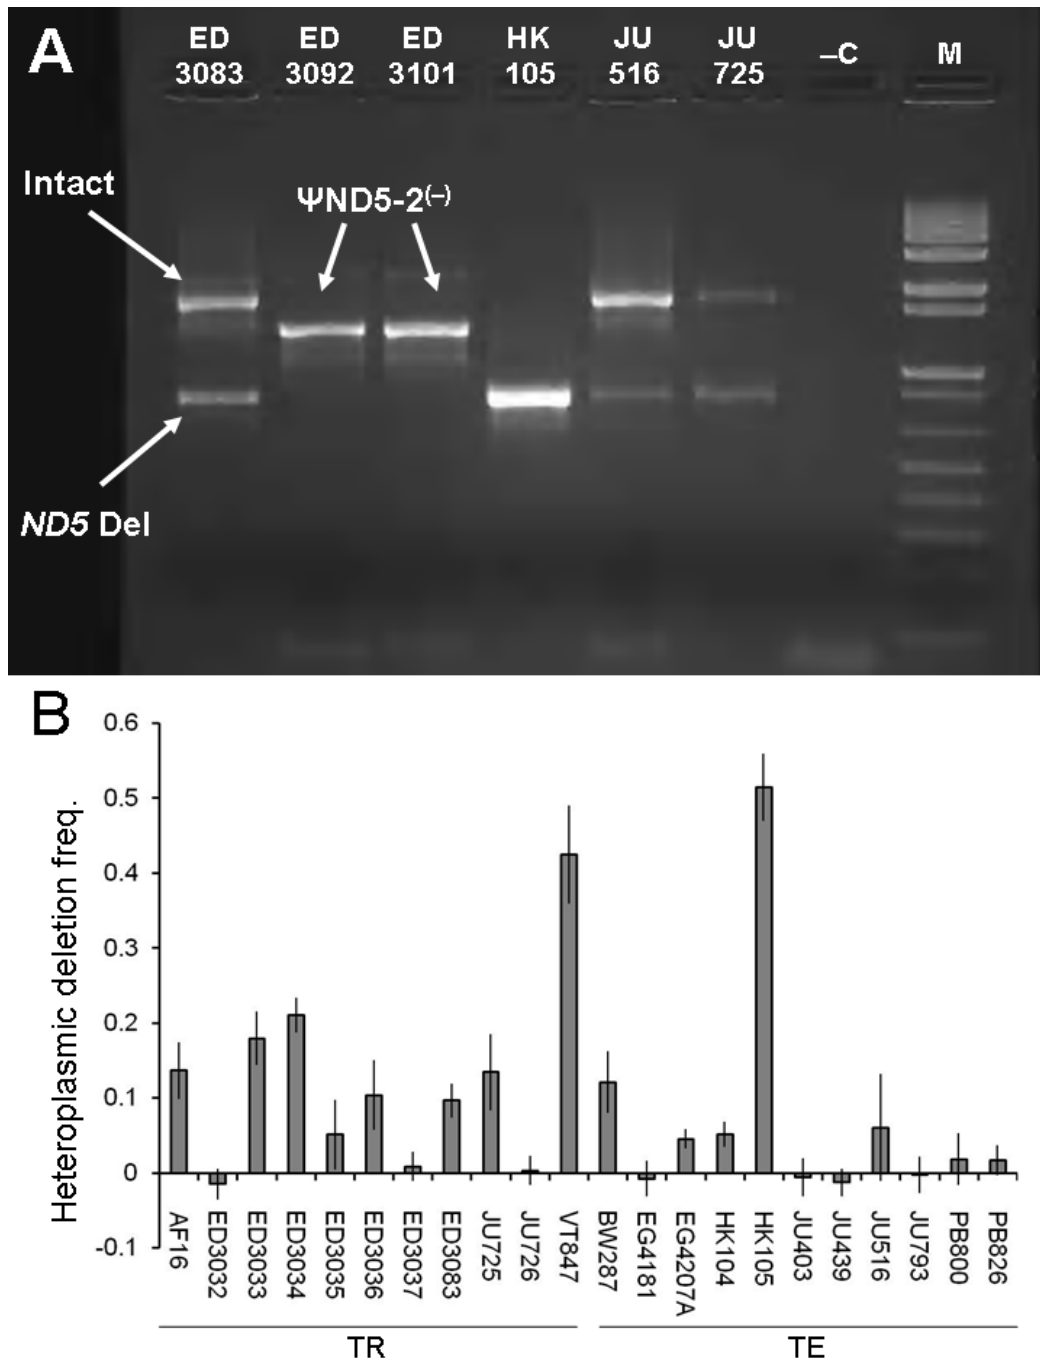 A
ED 3083
ED 3092
ED 3101
HK 105
JU 516
JU 725
–C
M
Intact
ΨND5-2(–)
ND5 Del
B
Heteroplasmic deletion freq.
0.6
0.5
0.4
0.3
0.2
0.1
0
-0.1
AF16
ED3032
ED3033
ED3034
ED3035
ED3036
ED3037
ED3083
JU725
JU726
VT847
BW287
EG4181
EG4207A
HK104
HK105
JU403
JU439
JU516
JU793
PB800
PB826
TR
TE